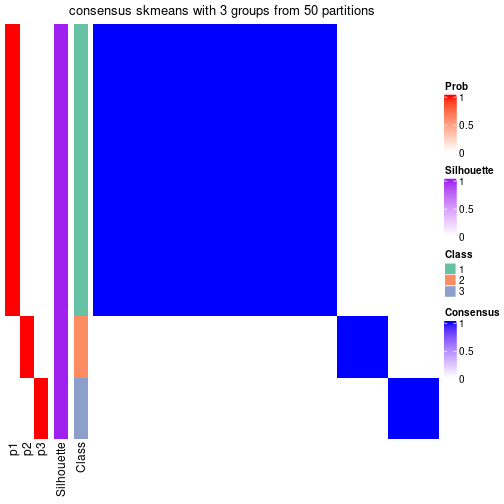 consensus skmeans with 3 groups from 50 partitions
Prob
1
0.5
0
Silhouette
1
0.5
0
Class
1
2
3
Consensus
1
0.5
0
p1
p2
p3
Silhouette
Class